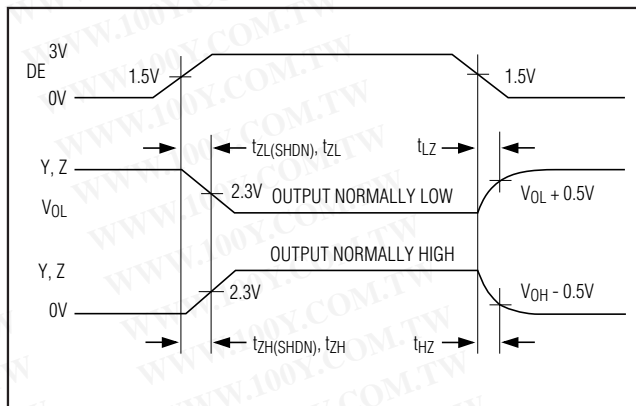 3V
DE
1.5V
1.5V
0V
tZL(SHDN), tZL
tLZ
Y, Z
2.3V
OUTPUT NORMALLY LOW
VOL + 0.5V
VOL
OUTPUT NORMALLY HIGH
Y, Z
2.3V
VOH - 0.5V
0V
tZH(SHDN), tZH
tHZ
WWW.100Y.COM.TW